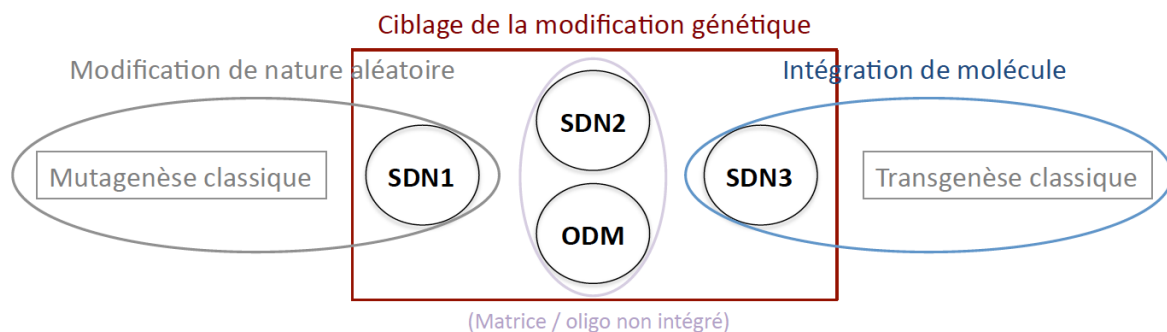 Ciblage de la modification génétique
Modification de nature aléatoire
Intégration de molécule
SDN2
Mutagenèse classique
SDN1
SDN3
Transgenèse classique
ODM
(Matrice / oligo non intégré)